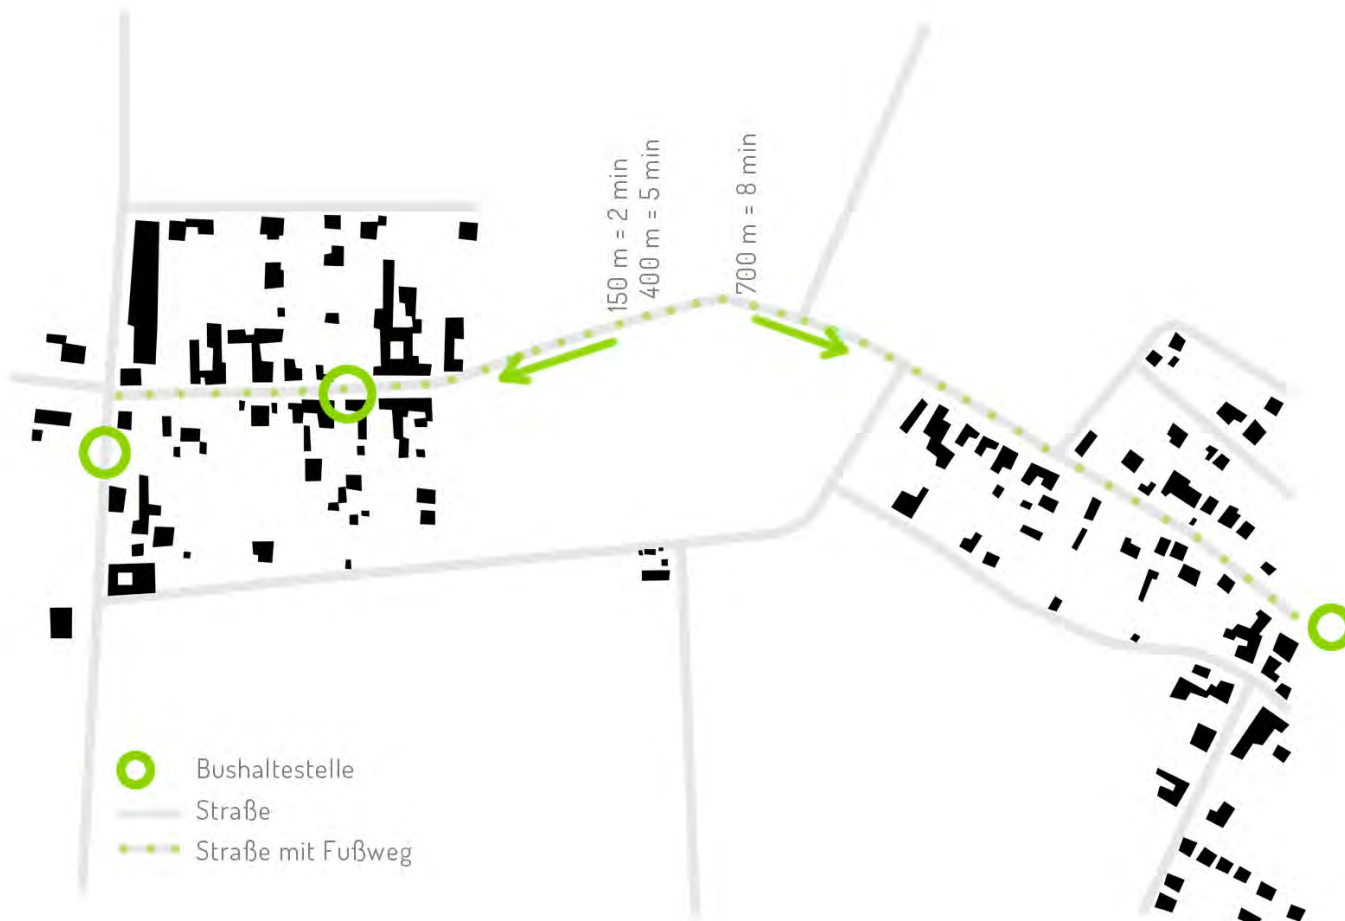 150 m = 2 min
400 m = 5 min
700 m = 8 min
Bushaltestelle
Straße
Straße mit Fußweg